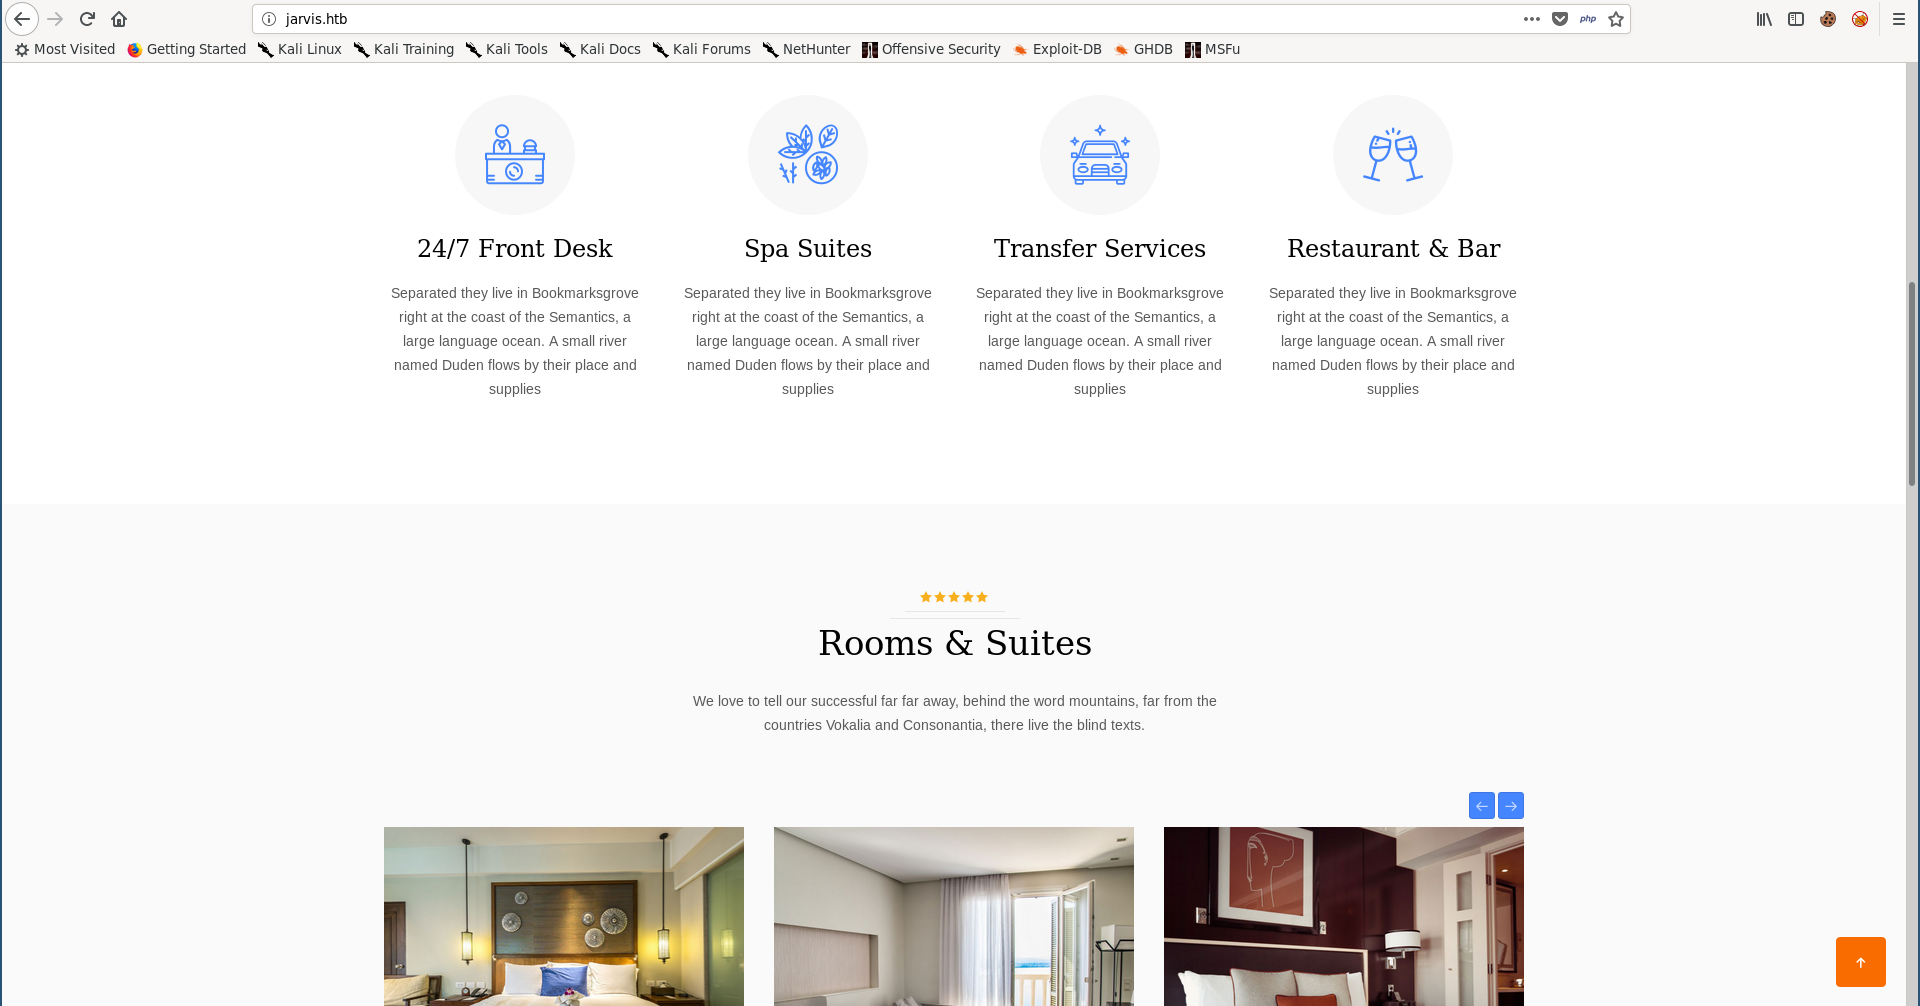 jarvis.htb
php
Most Visited Getting Started Kali Linux Kali Training Kali Tools Kali Docs Kali Forums NetHunter Offensive Security Exploit-DB GHDB MSFu
24/7 Front Desk
Separated they live in Bookmarksgrove
right at the coast of the Semantics, a
large language ocean. A small river
named Duden flows by their place and
supplies
Spa Suites
Separated they live in Bookmarksgrove
right at the coast of the Semantics, a
large language ocean. A small river
named Duden flows by their place and
supplies
Transfer Services
Separated they live in Bookmarksgrove
right at the coast of the Semantics, a
large language ocean. A small river
named Duden flows by their place and
supplies
Restaurant & Bar
Separated they live in Bookmarksgrove
right at the coast of the Semantics, a
large language ocean. A small river
named Duden flows by their place and
supplies
Rooms & Suites
We love to tell our successful far far away, behind the word mountains, far from the
countries Vokalia and Consonantia, there live the blind texts.